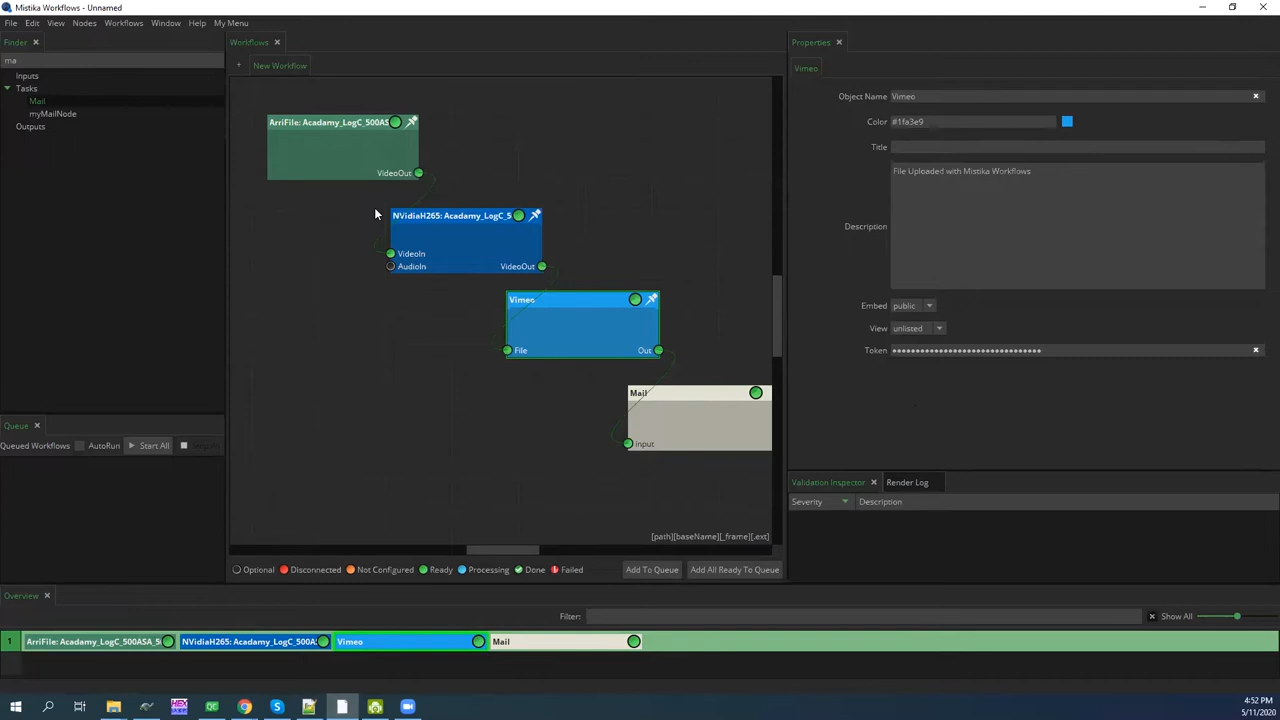 Mistika Workflows - Unnamed
File Edit View Nodes Workflows Window Help My Menu
Finder
ma
Inputs
Tasks
Mail
myMailNode
Outputs
Queue
Queued Workflows AutoRun Start All
Workflows
+ New Workflow
ArriFile: Acadamy_LogC_500AS
VideoOut
NVidiaH265: Acadamy_LogC_5
VideoIn
AudioIn VideoOut
Vimeo
File Out
Mail
input
[path][baseName][_frame][.ext]
Optional Disconnected Not Configured Ready Processing Done Failed Add To Queue Add All Ready To Queue
Properties
Vimeo
Object Name Vimeo
Color #1fa3e9
Title
Description File Uploaded with Mistika Workflows
Embed public
View unlisted
Token
Validation Inspector Render Log
Severity Description
Overview
Filter: Show All
1 ArriFile: Acadamy_LogC_500ASA_5 NVidiaH265: Acadamy_LogC_500A Vimeo Mail
4:52 PM
5/11/2020